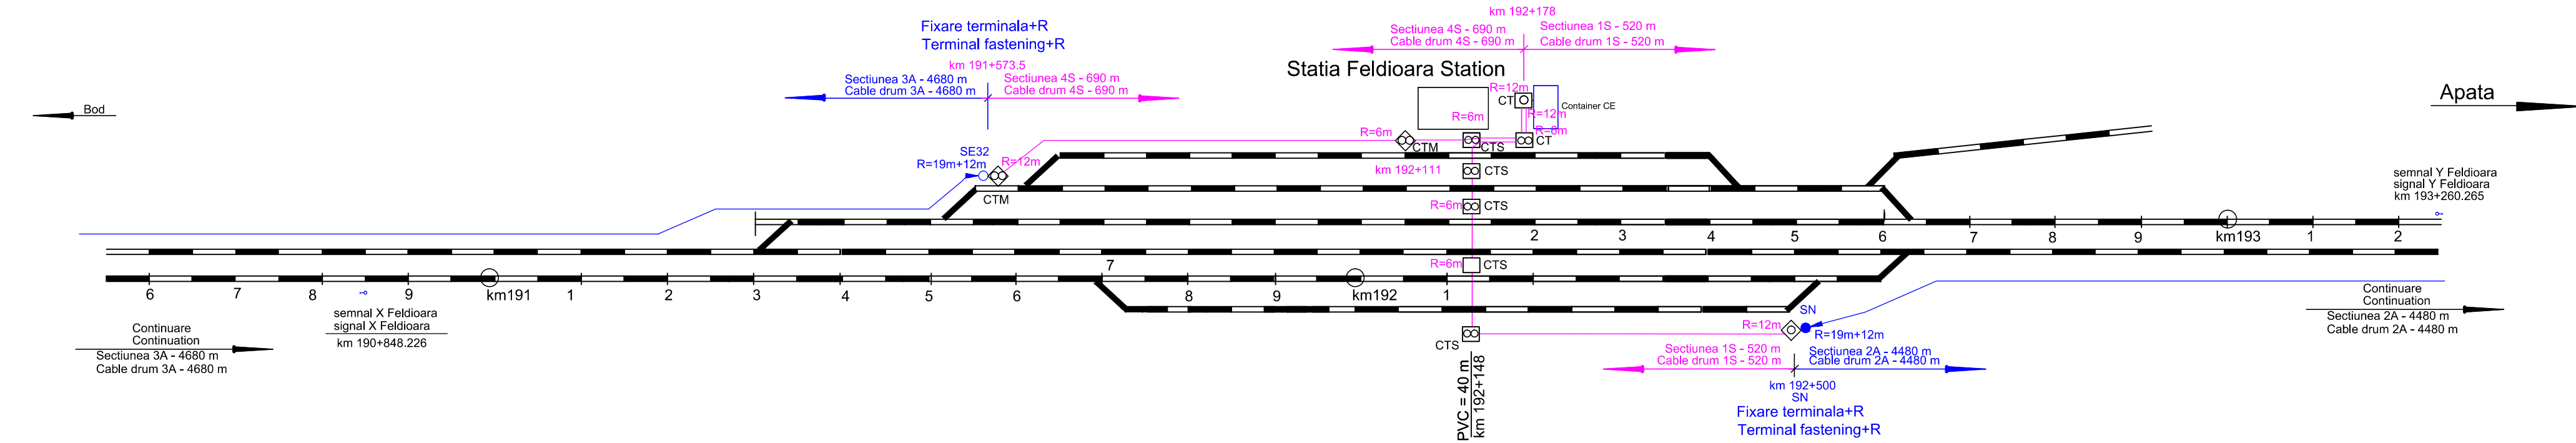 km 192+178
Sectiunea 4S - 690 m
Cable drum 4S - 690 m
Sectiunea 1S - 520 m
Cable drum 1S - 520 m
Fixare terminala+R
Terminal fastening+R
km 191+573.5
Sectiunea 3A - 4680 m
Cable drum 3A - 4680 m
Sectiunea 4S - 690 m
Cable drum 4S - 690 m
Statia Feldioara Station
Bod
Apata
R=12m
CT
Container CE
R=6m
R=12m
R=6m
R=6m
CTM
CTS
CT
SE32
R=19m+12m
R=12m
CTM
km 192+111
CTS
R=6m
CTS
semnal Y Feldioara
signal Y Feldioara
km 193+260.265
2
3
4
5
6
7
8
9
km193
1
2
7
R=6m
CTS
6
7
8
9
km191
1
2
3
4
5
6
8
9
km192
1
semnal X Feldioara
signal X Feldioara
km 190+848.226
Continuare
Continuation
Sectiunea 3A - 4680 m
Cable drum 3A - 4680 m
Continuare
Continuation
Sectiunea 2A - 4480 m
Cable drum 2A - 4480 m
CTS
PVC = 40 m
km 192+148
SN
R=12m
R=19m+12m
Sectiunea 1S - 520 m
Cable drum 1S - 520 m
Sectiunea 2A - 4480 m
Cable drum 2A - 4480 m
km 192+500
SN
Fixare terminala+R
Terminal fastening+R